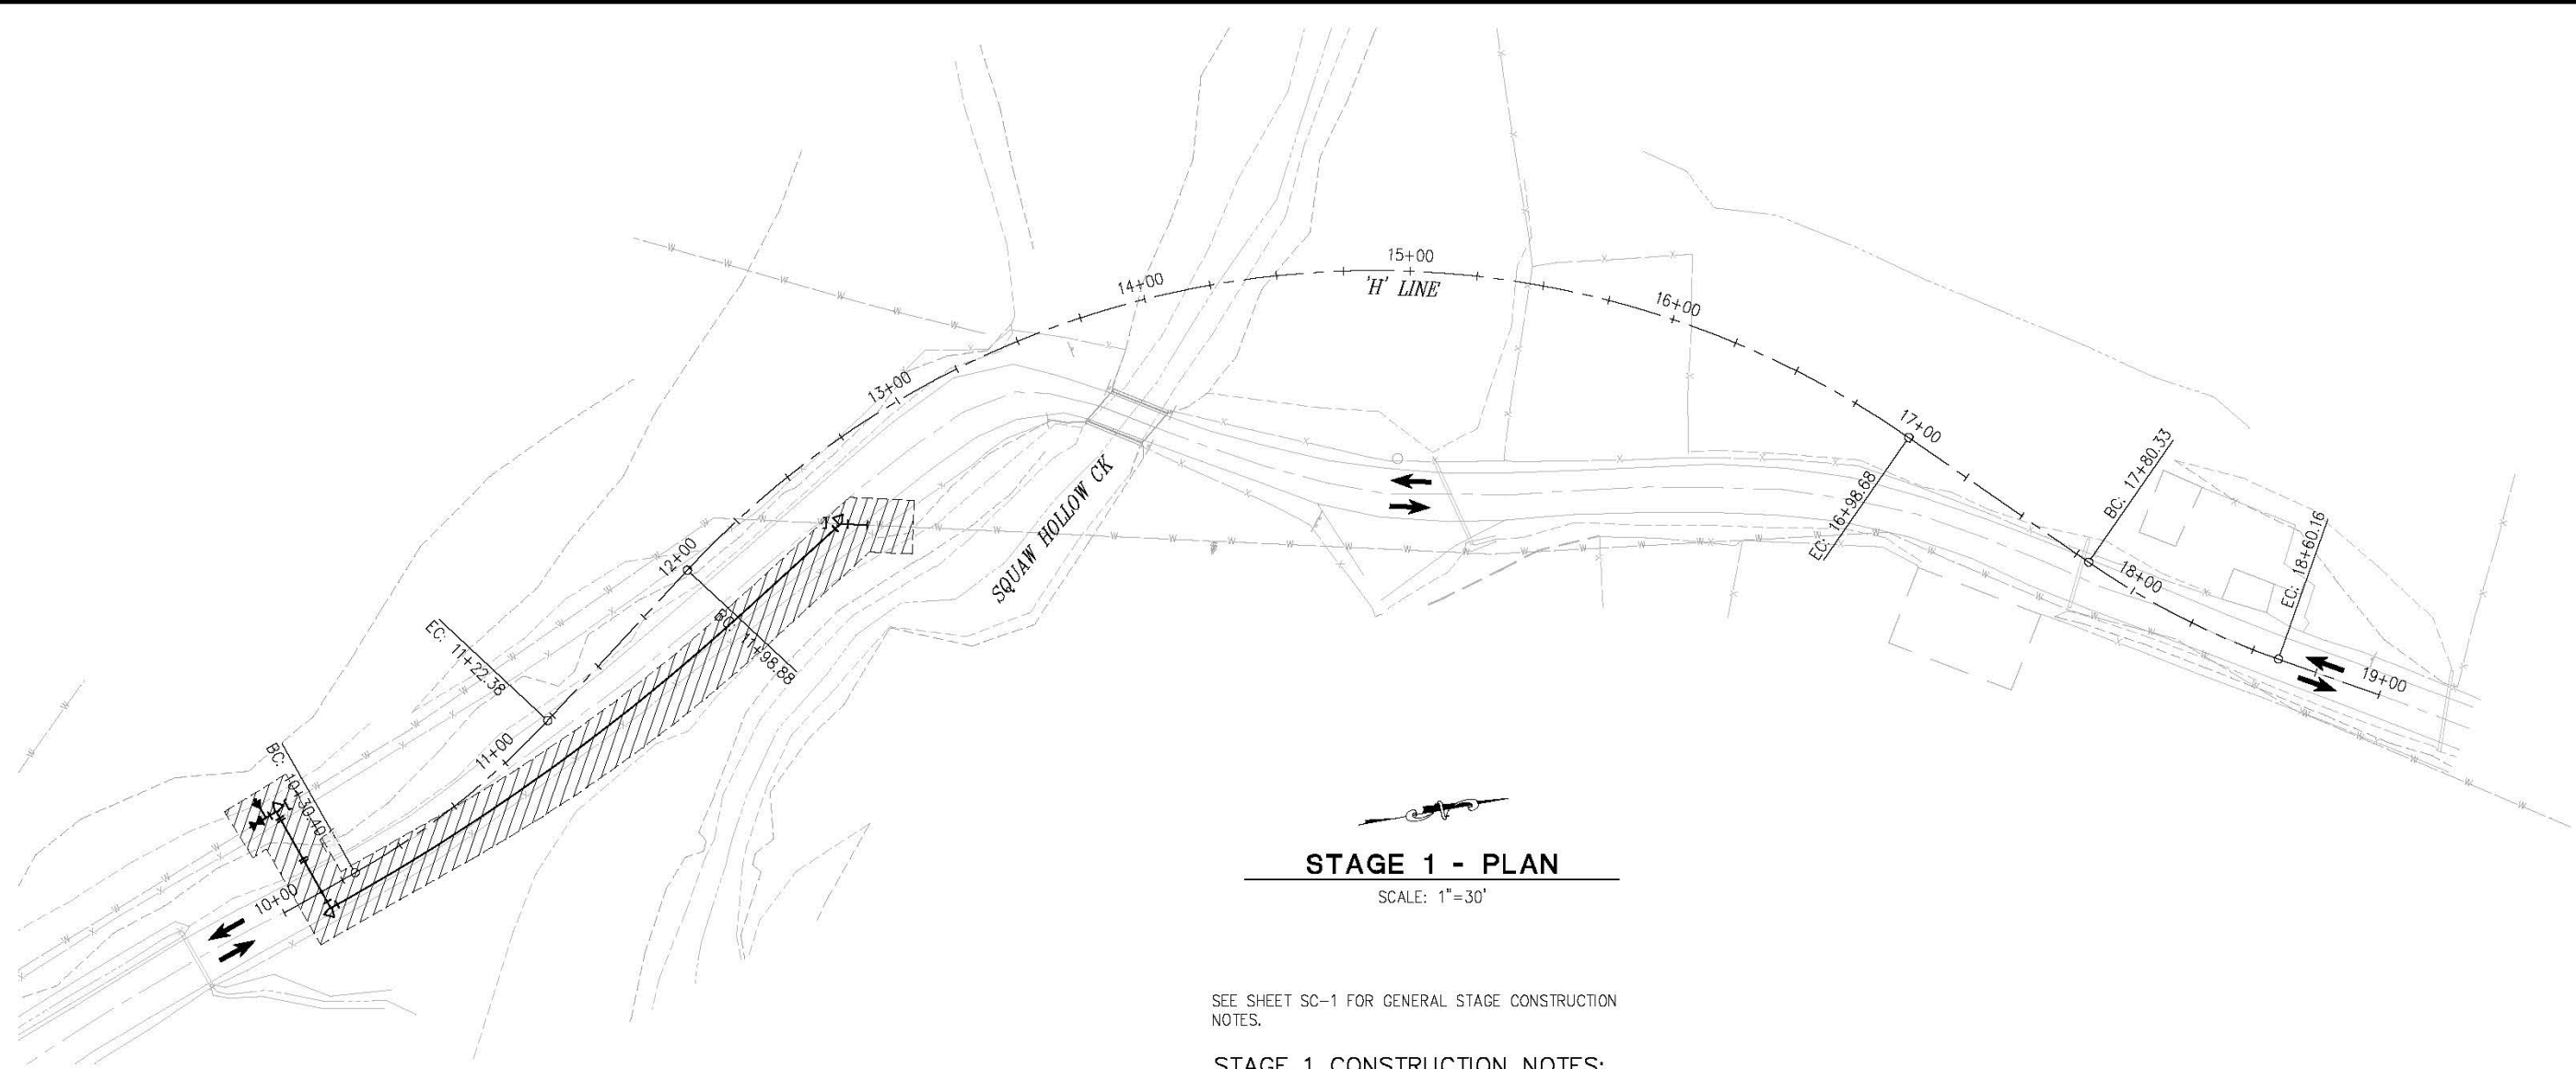 15+00
'H' LINE
14+00
16+00
13+00
17+00
BC: 17+80.33
EC: 16+98.68
12+00
SQUAW HOLLOW CK
18+00
EC: 18+60.16
EC: 11+22.38
BC: 11+98.88
19+00
11+00
BC: 10+30.40
10+00
STAGE 1 - PLAN
SCALE: 1"=30'
SEE SHEET SC-1 FOR GENERAL STAGE CONSTRUCTION
NOTES.
STAGE 1 CONSTRUCTION NOTES: